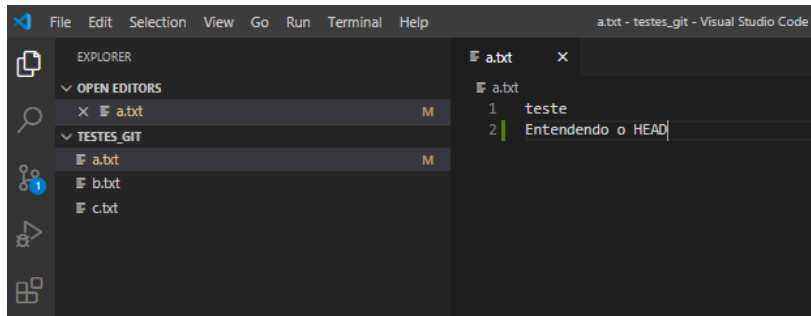 File Edit Selection View Go Run Terminal Help
a.txt - testes_git - Visual Studio Code
EXPLORER
OPEN EDITORS
a.txt M
TESTES_GIT
a.txt M
b.txt
c.txt
1
a.txt
a.txt
1 teste
2 Entendendo o HEAD